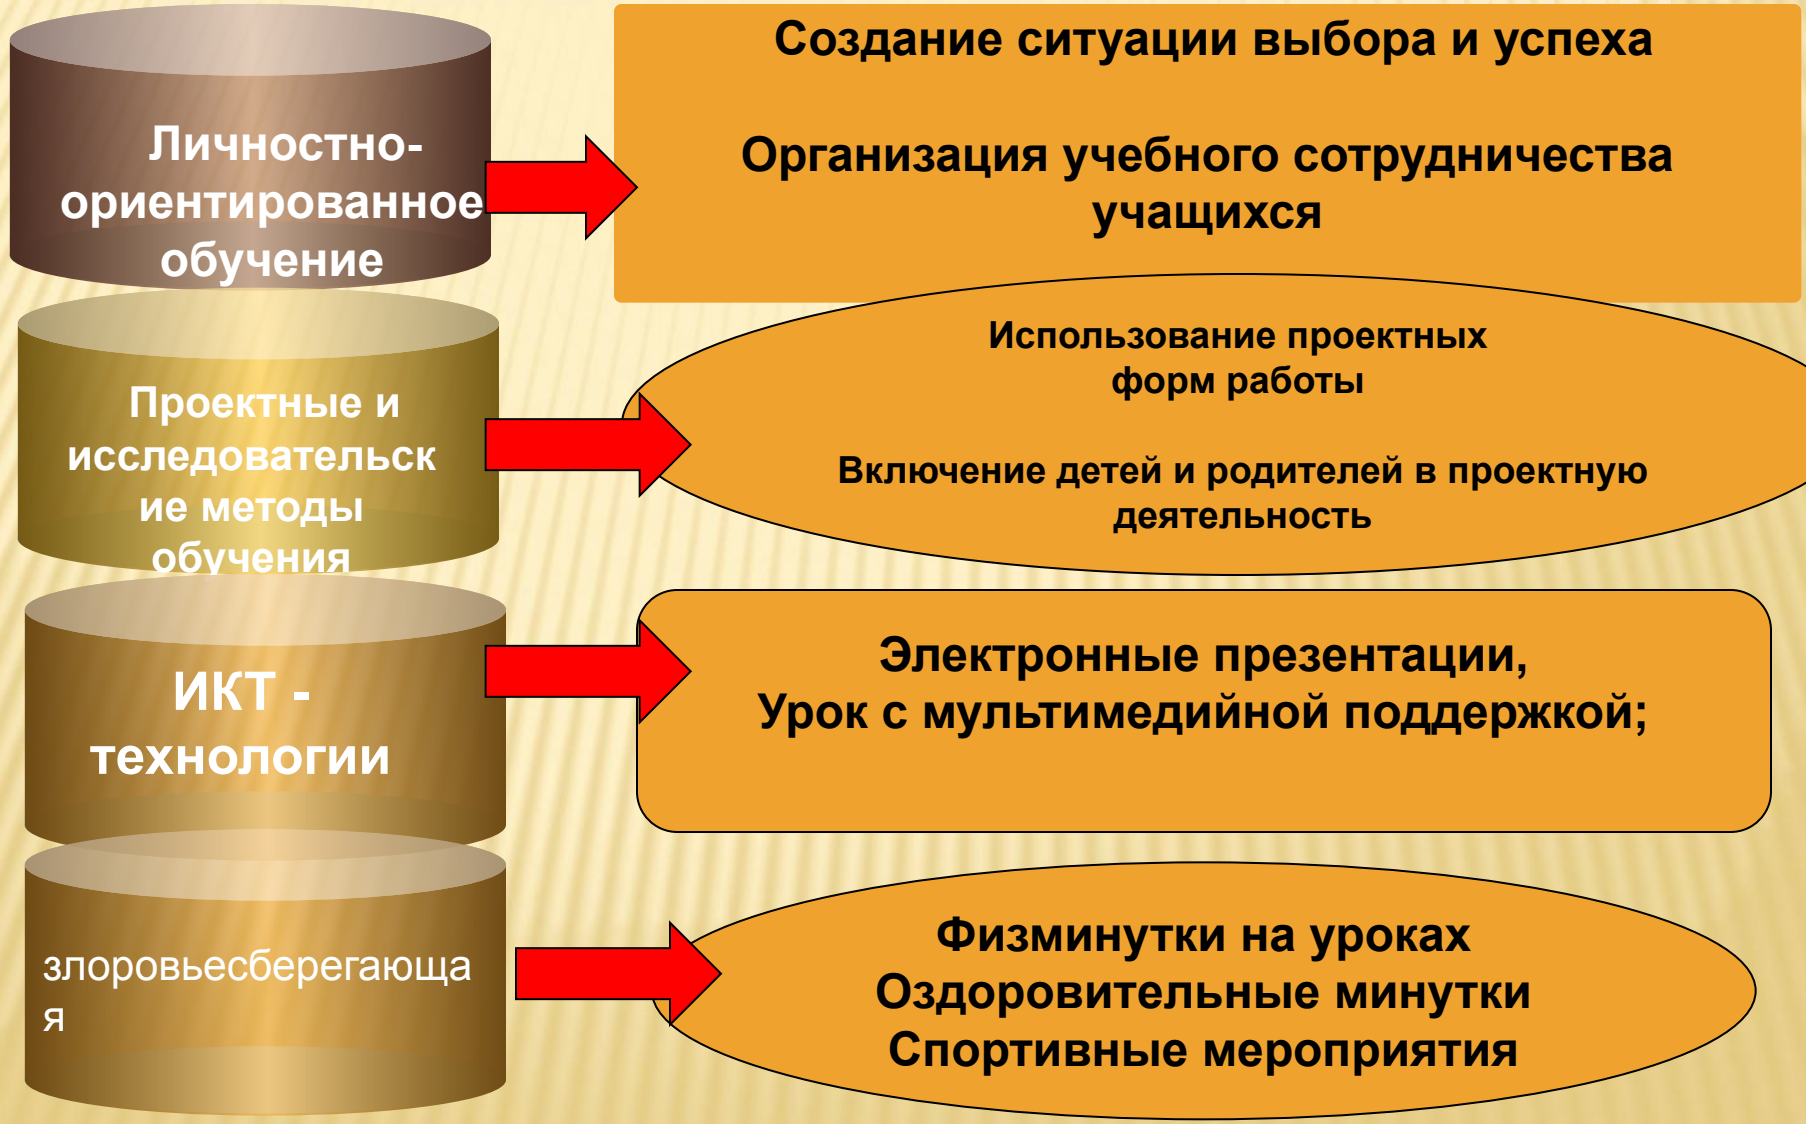 Личностно-
ориентированное
обучение
Создание ситуации выбора и успеха
Организация учебного сотрудничества
учащихся
Проектные и
исследовательск
ие методы
обучения
Использование проектных
форм работы
Включение детей и родителей в проектную
деятельность
ИКТ -
технологии
Электронные презентации,
Урок с мультимедийной поддержкой;
злоровьесберегающа
я
Физминутки на уроках
Оздоровительные минутки
Спортивные мероприятия